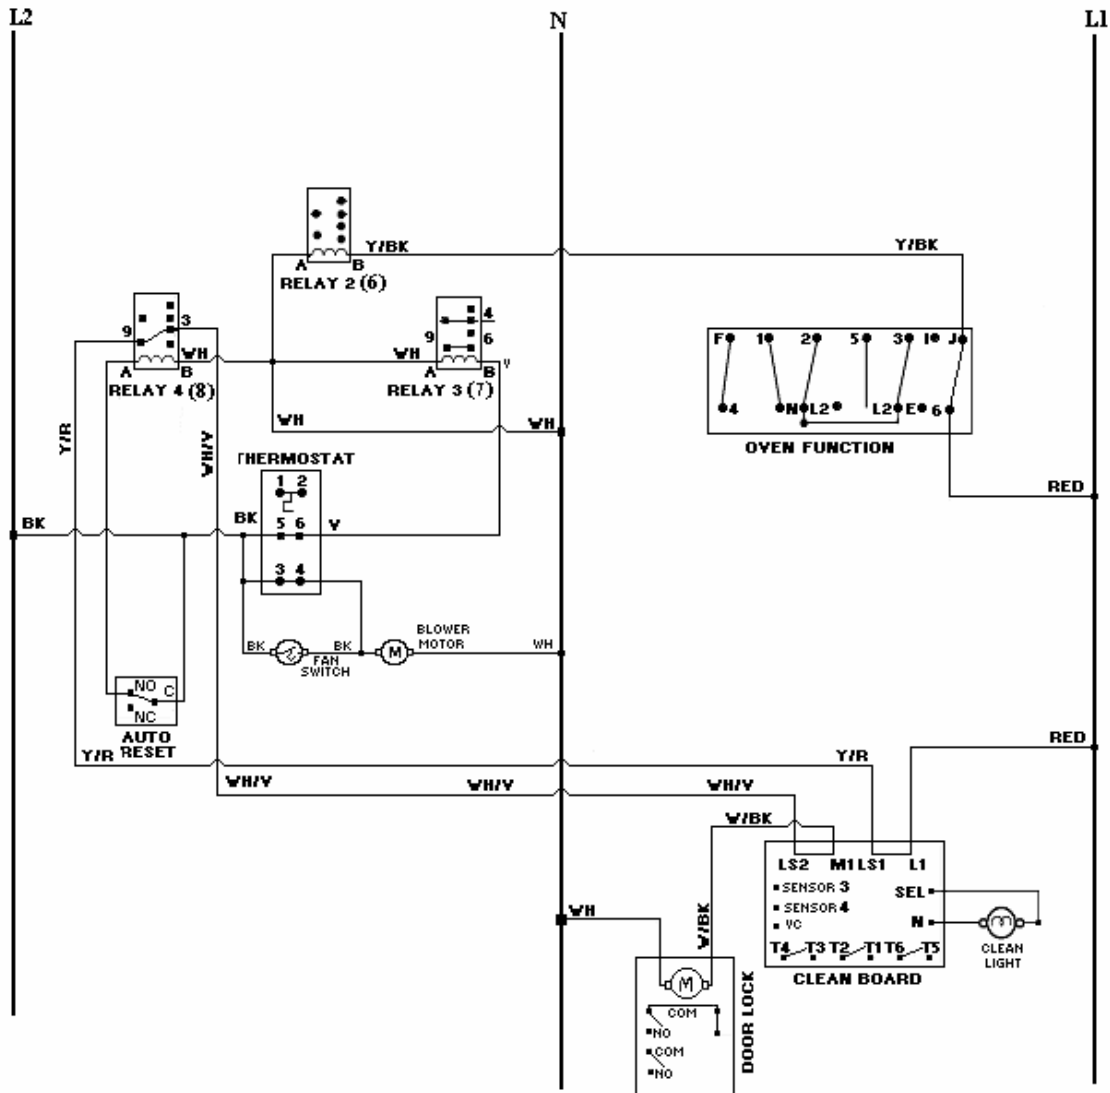 L2 N L1
Y/BK Y/BK
A B
RELAY 2 (6)
3 4
9 9 6
WH WH
A B A B V
RELAY 4 (8) RELAY 3 (7)
F 1 2 5 3 I J
4 N L2 L2 E 6
OVEN FUNCTION
WH WH
Y/R WH/V
THERMOSTAT
1 2
RED
BK BK 5 6 V
3 4
BLOWER
MOTOR
BK BK M WH
FAN
SWITCH
NO C
NC
AUTO
RESET
RED
Y/R Y/R
WH/V WH/V WH/V
W/BK
LS2 M1 LS1 L1
SENSOR 3 SEL
SENSOR 4
VC N
CLEAN
LIGHT
T4 T3 T2 T1 T6 T5
CLEAN BOARD
WH W/BK
M
COM
NO
COM
NO
DOOR LOCK